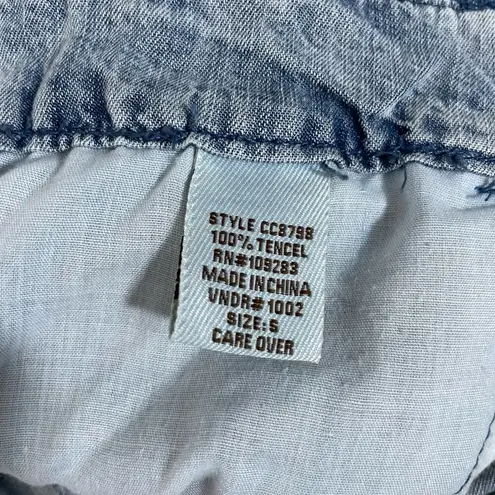 STYLE CC8798
100% TENCEL
RN#109283
MADE IN CHINA
VNDR# 1002
SIZE: S
CARE OVER